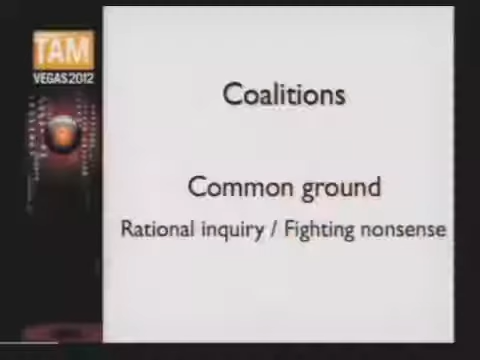 TAM
VEGAS 2012
Coalitions
Common ground
Rational inquiry / Fighting nonsense